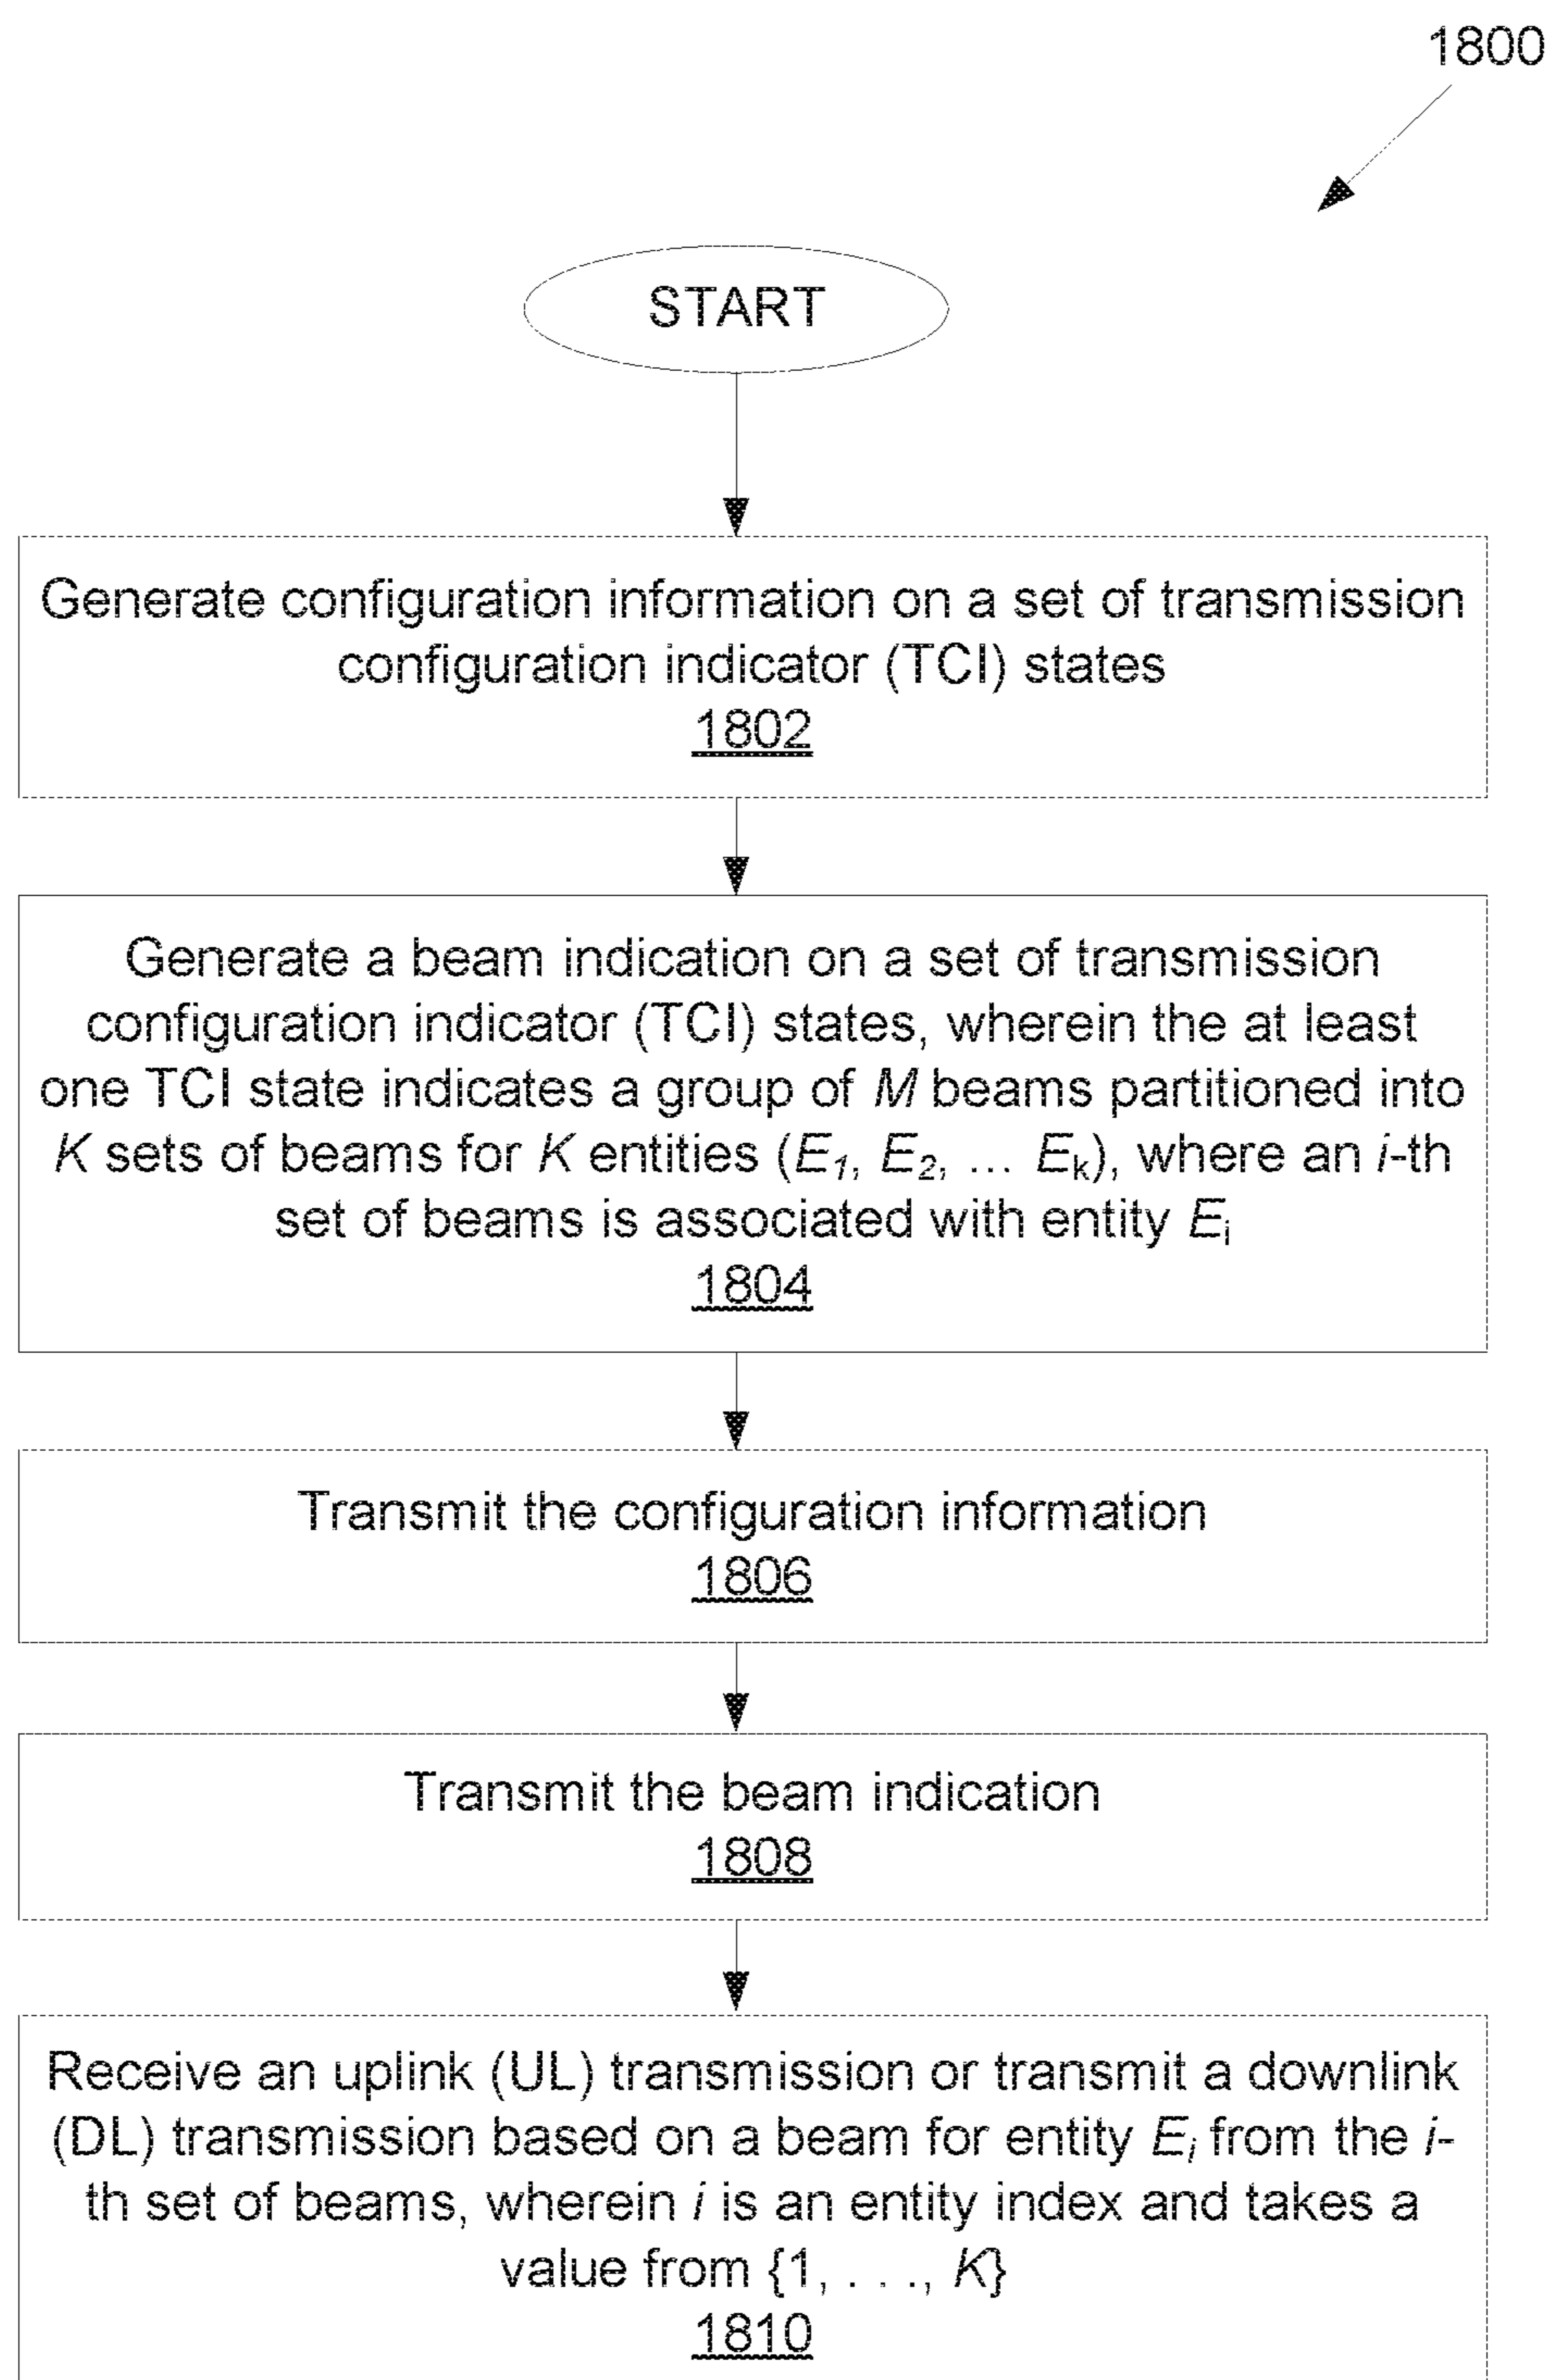 1800
START
Generate configuration information on a set of transmission
configuration indicator (TCI) states
1802
Generate a beam indication on a set of transmission
configuration indicator (TCI) states, wherein the at least
one TCI state indicates a group of M beams partitioned into
K sets of beams for K entities (E1, E2, ... Ek), where an i-th
set of beams is associated with entity Ei
1804
Transmit the configuration information
1806
Transmit the beam indication
1808
Receive an uplink (UL) transmission or transmit a downlink
(DL) transmission based on a beam for entity Ei from the i-
th set of beams, wherein i is an entity index and takes a
value from {1, . . ., K}
1810